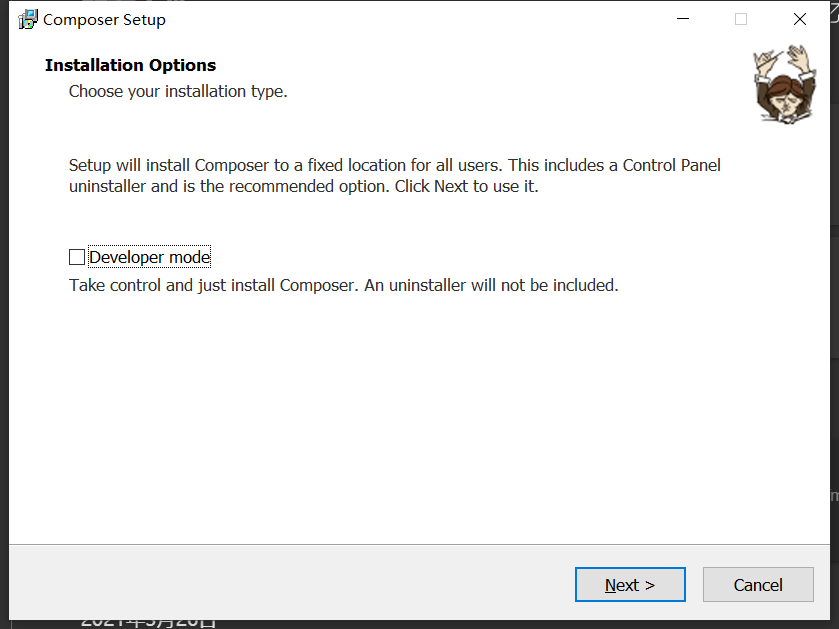 Composer Setup
Installation Options
Choose your installation type.
Setup will install Composer to a fixed location for all users. This includes a Control Panel
uninstaller and is the recommended option. Click Next to use it.
Developer mode
Take control and just install Composer. An uninstaller will not be included.
Next >
Cancel